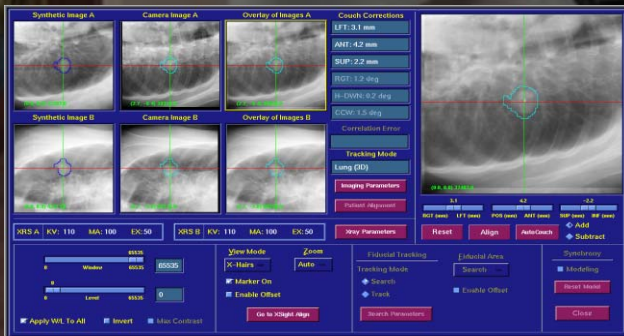 Synthetic Image A
Camera Image A
Overlay of Images A
Synthetic Image B
Camera Image B
Overlay of Images B
Couch Corrections
LFT: 3.1 mm
ANT: 4.2 mm
SUP: 2.2 mm
RGT: 1.2 deg
H-DWN: 0.2 deg
CCW: 1.5 deg
Correlation Error
Tracking Mode
Lung (3D)
Imaging Parameters
Patient Alignment
Xray Parameters
XRS A KV: 110 MA: 100 EX: 50
XRS B KV: 110 MA: 100 EX: 50
3.1 4.2 -2.2
RGT (mm) LFT (mm) POS (mm) ANT (mm) SUP (mm) INF (mm)
Reset
Align
AutoCouch
Add
Subtract
65535
0 Window 65535
65535
0
0 Level 65535
0
Apply W/L To All
Invert
Max Contrast
View Mode
X-Hairs
Zoom
Auto
Marker On
Enable Offset
Go to XSight Align
Fiducial Tracking
Tracking Mode
Search
Track
Search Parameters
Fiducial Area
Search
Enable Offset
Synchrony
Modeling
Reset Model
Close